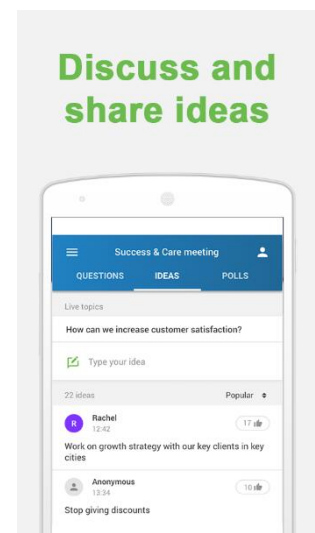 Discuss and
share ideas
Success & Care meeting
QUESTIONS IDEAS POLLS
Live topics
How can we increase customer satisfaction?
Type your idea
22 ideas Popular
R Rachel 17
12:42
Work on growth strategy with our key clients in key
cities
Anonymous 10
13:34
Stop giving discounts